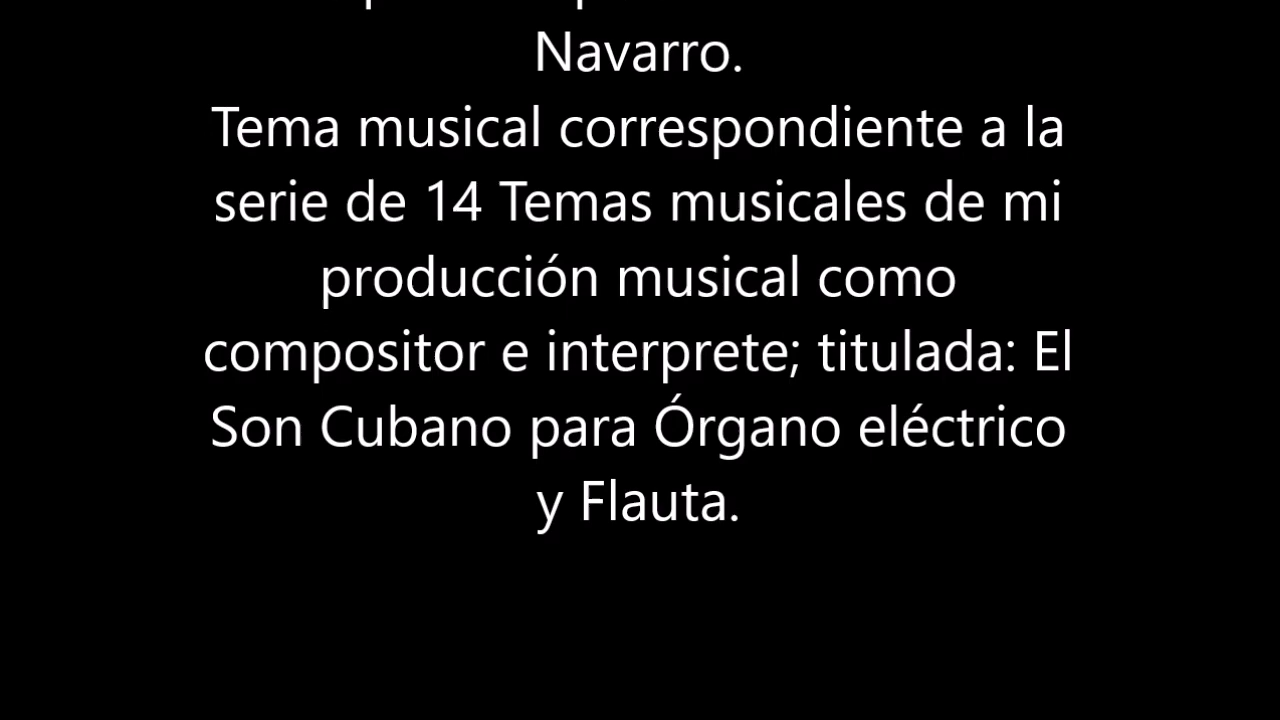 Navarro.
Tema musical correspondiente a la
serie de 14 Temas musicales de mi
producción musical como
compositor e interprete; titulada: El
Son Cubano para Órgano eléctrico
y Flauta.